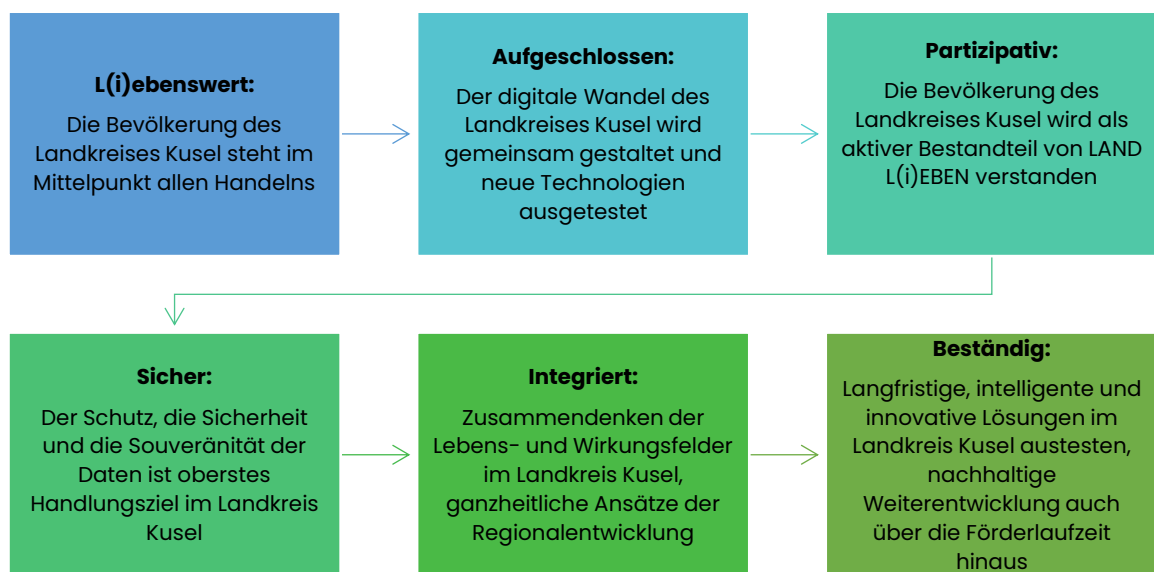 L(i)ebenswert:
Die Bevölkerung des
Landkreises Kusel steht im
Mittelpunkt allen Handelns
Aufgeschlossen:
Der digitale Wandel des
Landkreises Kusel wird
gemeinsam gestaltet und
neue Technologien
ausgetestet
Partizipativ:
Die Bevölkerung des
Landkreises Kusel wird als
aktiver Bestandteil von LAND
L(i)EBEN verstanden
Sicher:
Der Schutz, die Sicherheit
und die Souveränität der
Daten ist oberstes
Handlungsziel im Landkreis
Kusel
Integriert:
Zusammendenken der
Lebens- und Wirkungsfelder
im Landkreis Kusel,
ganzheitliche Ansätze der
Regionalentwicklung
Beständig:
Langfristige, intelligente und
innovative Lösungen im
Landkreis Kusel austesten,
nachhaltige
Weiterentwicklung auch
über die Förderlaufzeit
hinaus